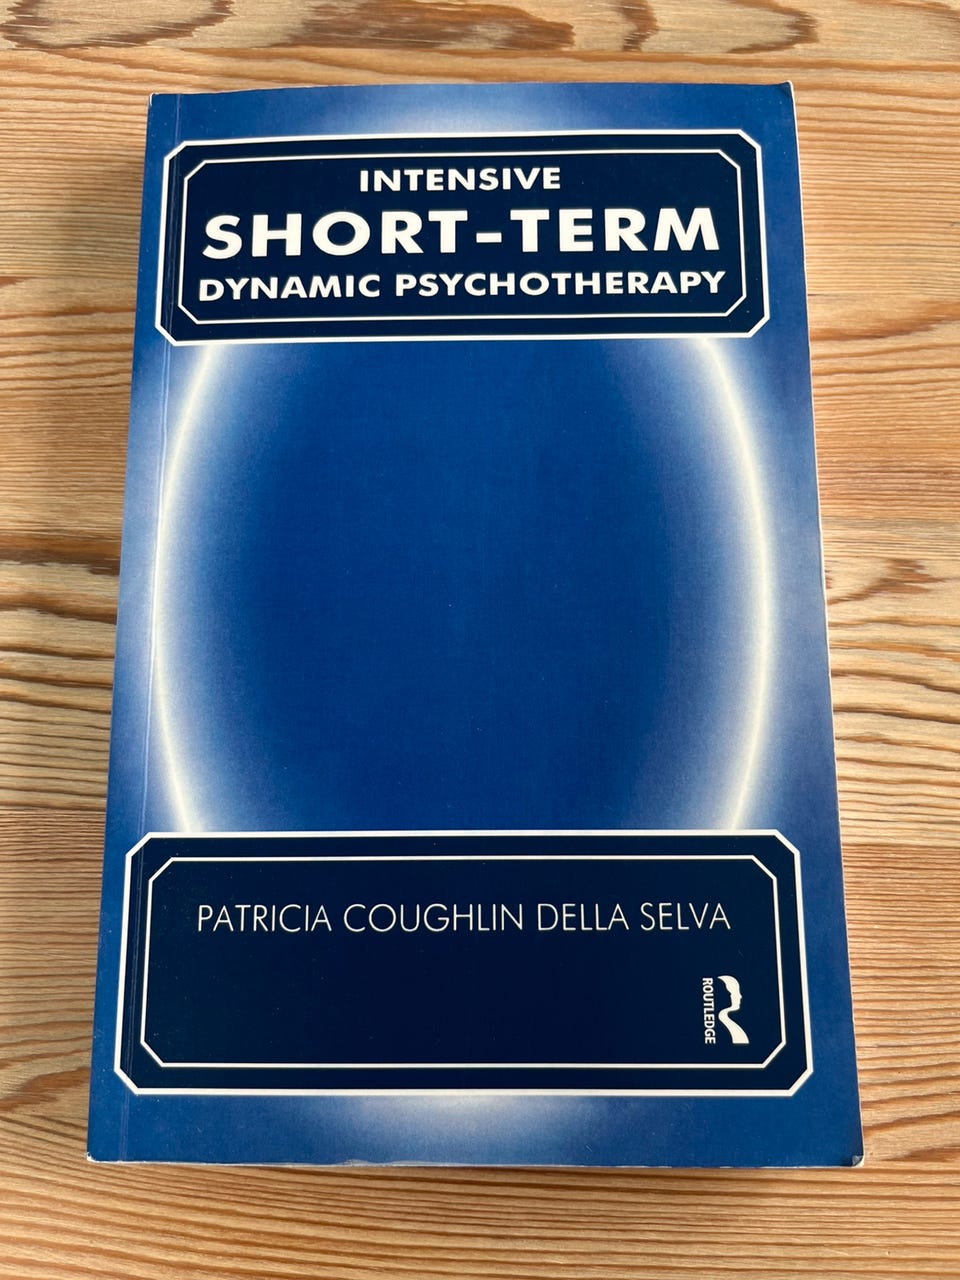 INTENSIVE
SHORT-TERM
DYNAMIC PSYCHOTHERAPY
PATRICIA COUGHLIN DELLA SELVA
ROUTLEDGE